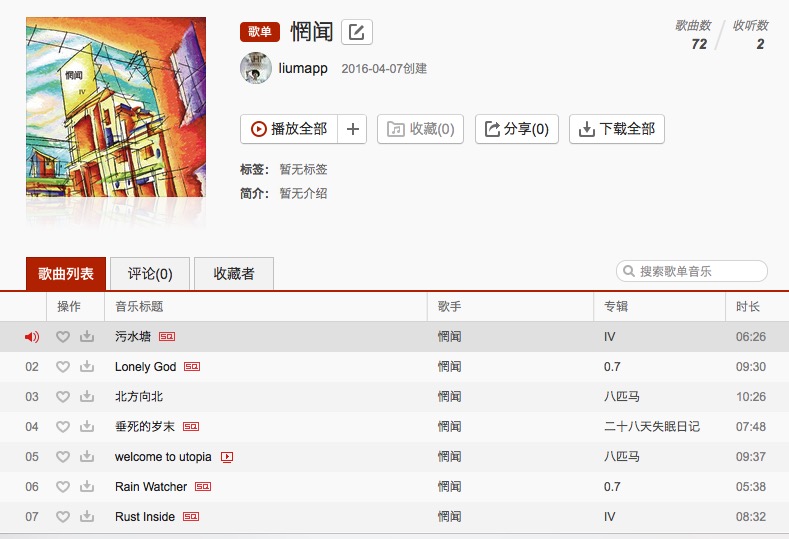 惘闻
IV
歌单 惘闻
liumapp 2016-04-07创建
歌曲数 收听数
72 2
播放全部 收藏(0) 分享(0) 下载全部
标签： 暂无标签
简介： 暂无介绍
歌曲列表 评论(0) 收藏者 搜索歌单音乐
操作 音乐标题 歌手 专辑 时长
污水塘 SQ 惘闻 IV 06:26
02 Lonely God SQ 惘闻 0.7 09:30
03 北方向北 惘闻 八匹马 10:26
04 垂死的岁末 SQ 惘闻 二十八天失眠日记 07:48
05 welcome to utopia 惘闻 八匹马 09:37
06 Rain Watcher SQ 惘闻 0.7 05:38
07 Rust Inside SQ 惘闻 IV 08:32